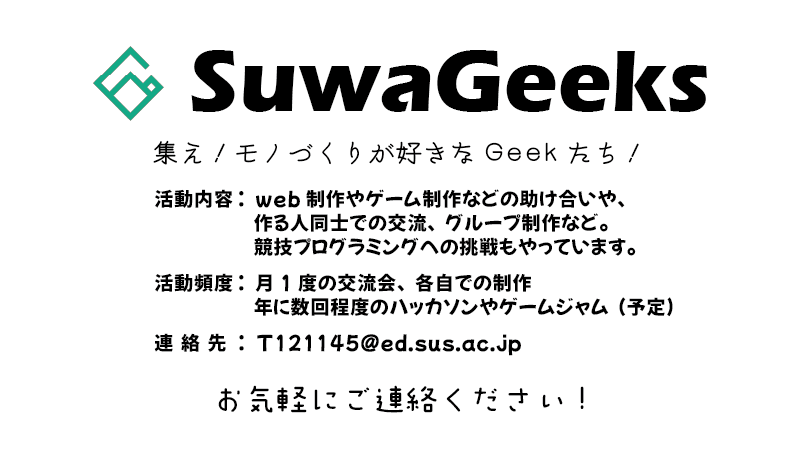 SuwaGeeks
集え！モノづくりが好きなGeekたち！
活動内容：web制作やゲーム制作などの助け合いや、
作る人同士での交流、グループ制作など。
競技プログラミングへの挑戦もやっています。
活動頻度：月1度の交流会、各自での制作
年に数回程度のハッカソンやゲームジャム（予定）
連絡先：T121145@ed.sus.ac.jp
お気軽にご連絡ください！